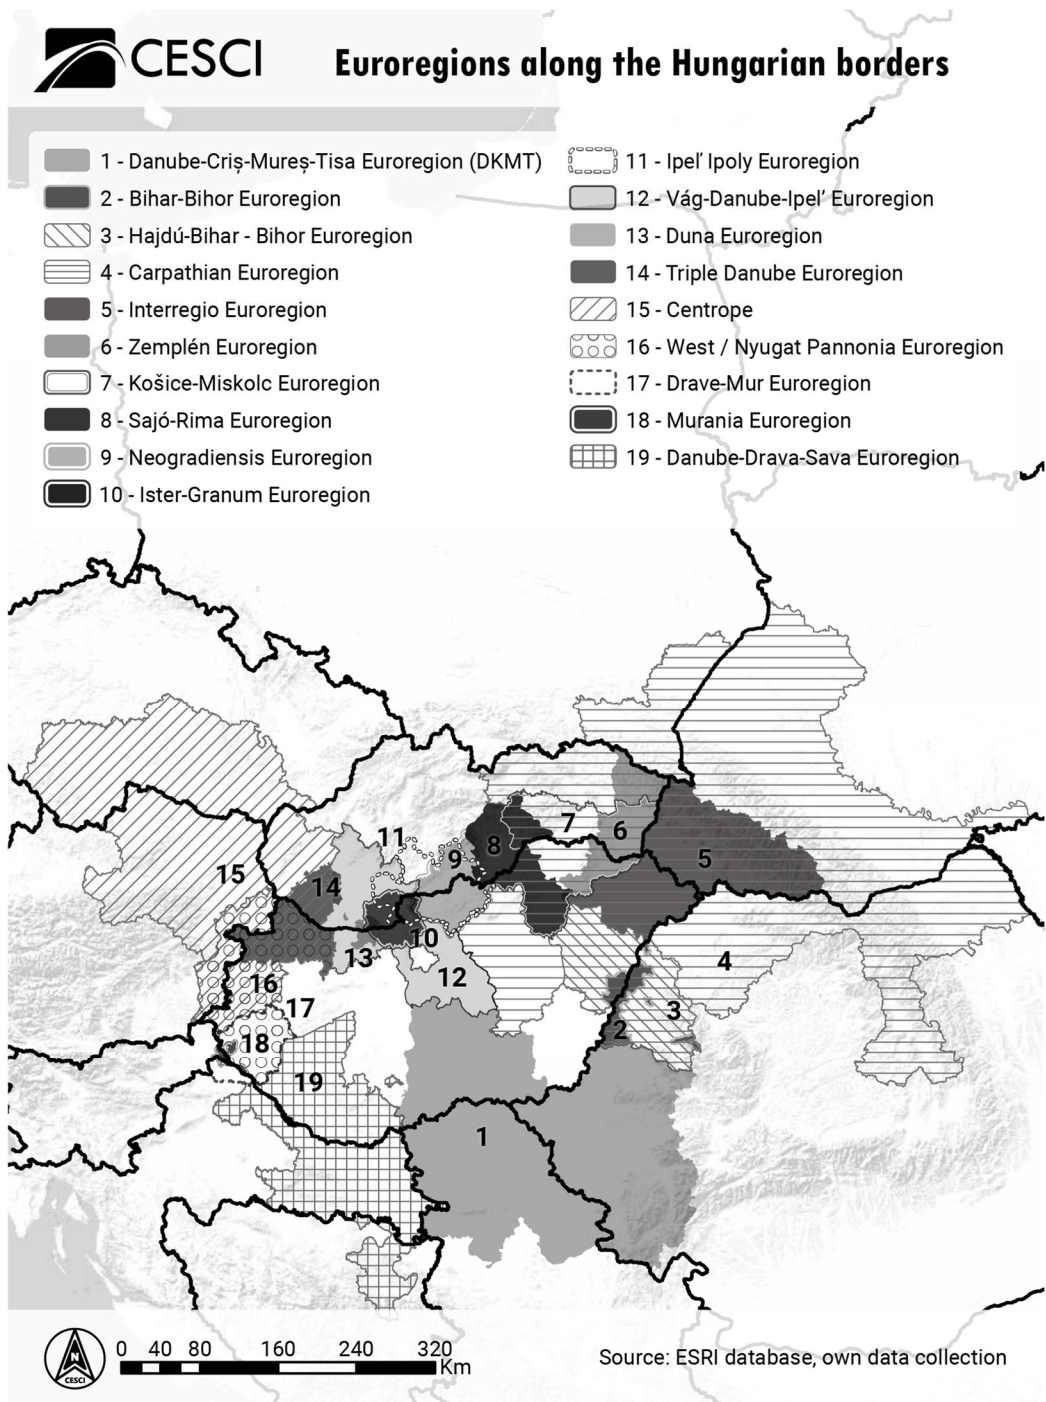 CESCI
Euroregions along the Hungarian borders
1 - Danube-Criș-Mureș-Tisa Euroregion (DKMT)
2 - Bihar-Bihor Euroregion
3 - Hajdú-Bihar - Bihor Euroregion
4 - Carpathian Euroregion
5 - Interregio Euroregion
6 - Zemplén Euroregion
7 - Košice-Miskolc Euroregion
8 - Sajó-Rima Euroregion
9 - Neogradiensis Euroregion
10 - Ister-Granum Euroregion
11 - Ipeľ Ipoly Euroregion
12 - Vág-Danube-Ipeľ Euroregion
13 - Duna Euroregion
14 - Triple Danube Euroregion
15 - Centrope
16 - West / Nyugat Pannonia Euroregion
17 - Drave-Mur Euroregion
18 - Murania Euroregion
19 - Danube-Drava-Sava Euroregion
7
6
11
8
9
5
15
14
10
13
4
12
16
17
3
2
18
19
1
N
CESCI
0 40 80 160 240 320
Km
Source: ESRI database, own data collection